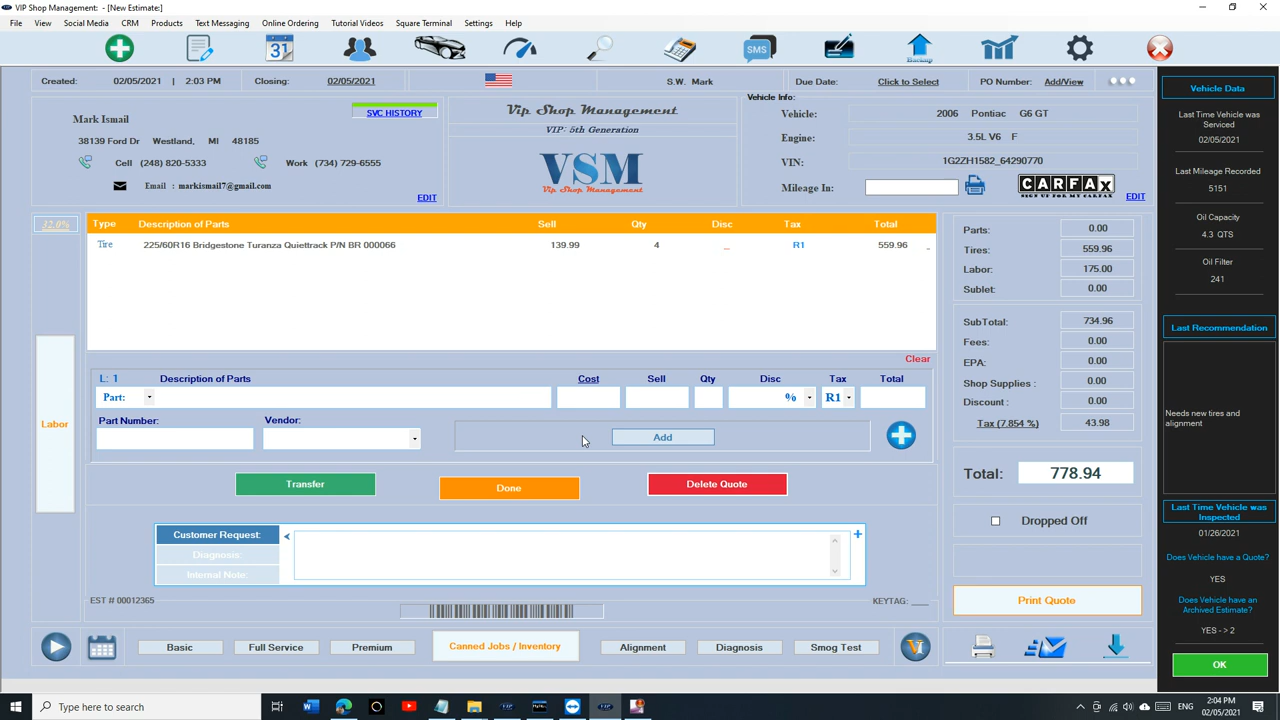 VIP Shop Management: - [New Estimate:]
File View Social Media CRM Products Text Messaging Online Ordering Tutorial Videos Square Terminal Settings Help
31 SMS Backup
Created: 02/05/2021 | 2:03 PM Closing: 02/05/2021 S.W. Mark Due Date: Click to Select PO Number: Add/View
Mark Ismail
SVC HISTORY
38139 Ford Dr Westland, MI 48185
Cell (248) 820-5333 Work (734) 729-6555
Email : markismail7@gmail.com
EDIT
Vip Shop Management
VIP: 5th Generation
VSM
Vip Shop Management
Vehicle Info:
Vehicle: 2006 Pontiac G6 GT
Engine: 3.5L V6 F
VIN: 1G2ZH1582_64290770
Mileage In: CARFAX
SIGN UP FOR MY CARFAX
EDIT
32.0%
Type Description of Parts Sell Qty Disc Tax Total
Tire 225/60R16 Bridgestone Turanza Quiettrack P/N BR 000066 139.99 4 _ R1 559.96 _
Clear
L: 1 Description of Parts Cost Sell Qty Disc Tax Total
Part: % R1
Part Number: Vendor:
Add
Labor
Transfer Done Delete Quote
Customer Request: <
Diagnosis:
Internal Note:
EST # 00012365 KEYTAG: ___
Basic Full Service Premium Canned Jobs / Inventory Alignment Diagnosis Smog Test
Parts: 0.00
Tires: 559.96
Labor: 175.00
Sublet: 0.00
SubTotal: 734.96
Fees: 0.00
EPA: 0.00
Shop Supplies : 0.00
Discount : 0.00
Tax (7.854 %) 43.98
Total: 778.94
Dropped Off
Print Quote
Vehicle Data
Last Time Vehicle was
Serviced
02/05/2021
Last Mileage Recorded
5151
Oil Capacity
4.3 QTS
Oil Filter
241
Last Recommendation
Needs new tires and
alignment
Last Time Vehicle was
Inspected
01/26/2021
Does Vehicle have a Quote?
YES
Does Vehicle have an
Archived Estimate?
YES -> 2
OK
Type here to search
ENG
2:04 PM
02/05/2021